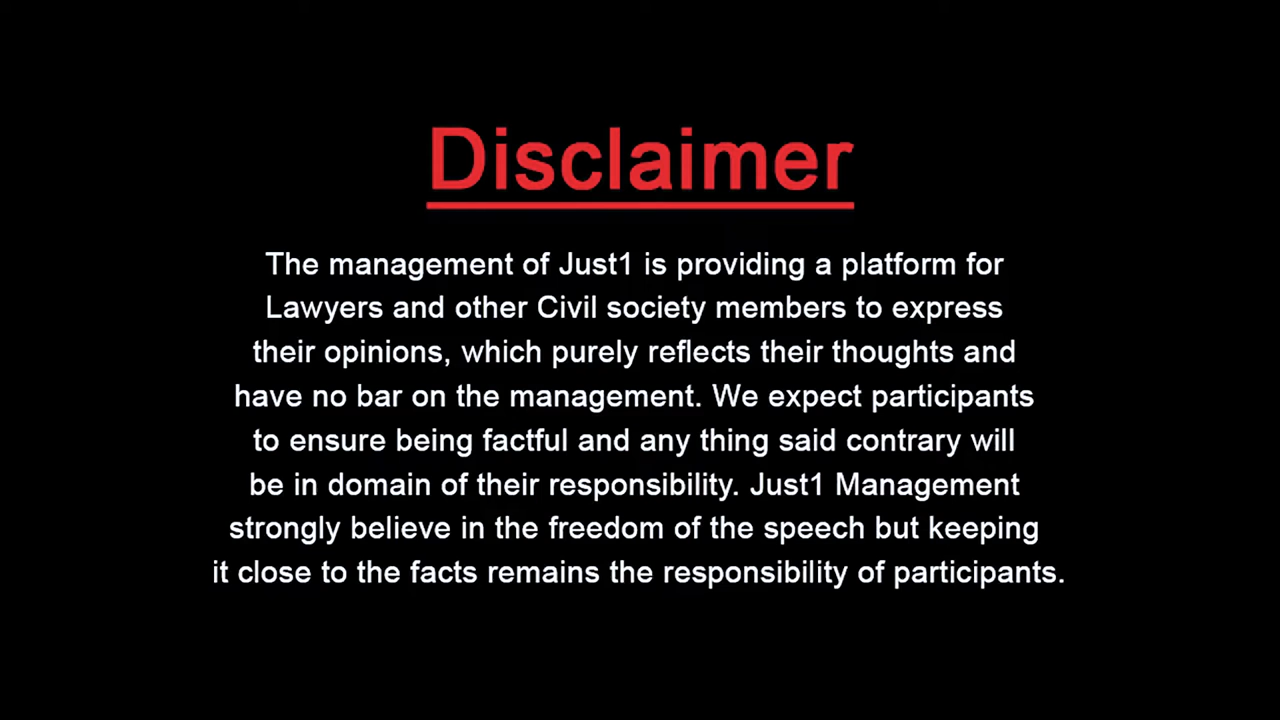 Disclaimer
The management of Just1 is providing a platform for
Lawyers and other Civil society members to express
their opinions, which purely reflects their thoughts and
have no bar on the management. We expect participants
to ensure being factful and any thing said contrary will
be in domain of their responsibility. Just1 Management
strongly believe in the freedom of the speech but keeping
it close to the facts remains the responsibility of participants.